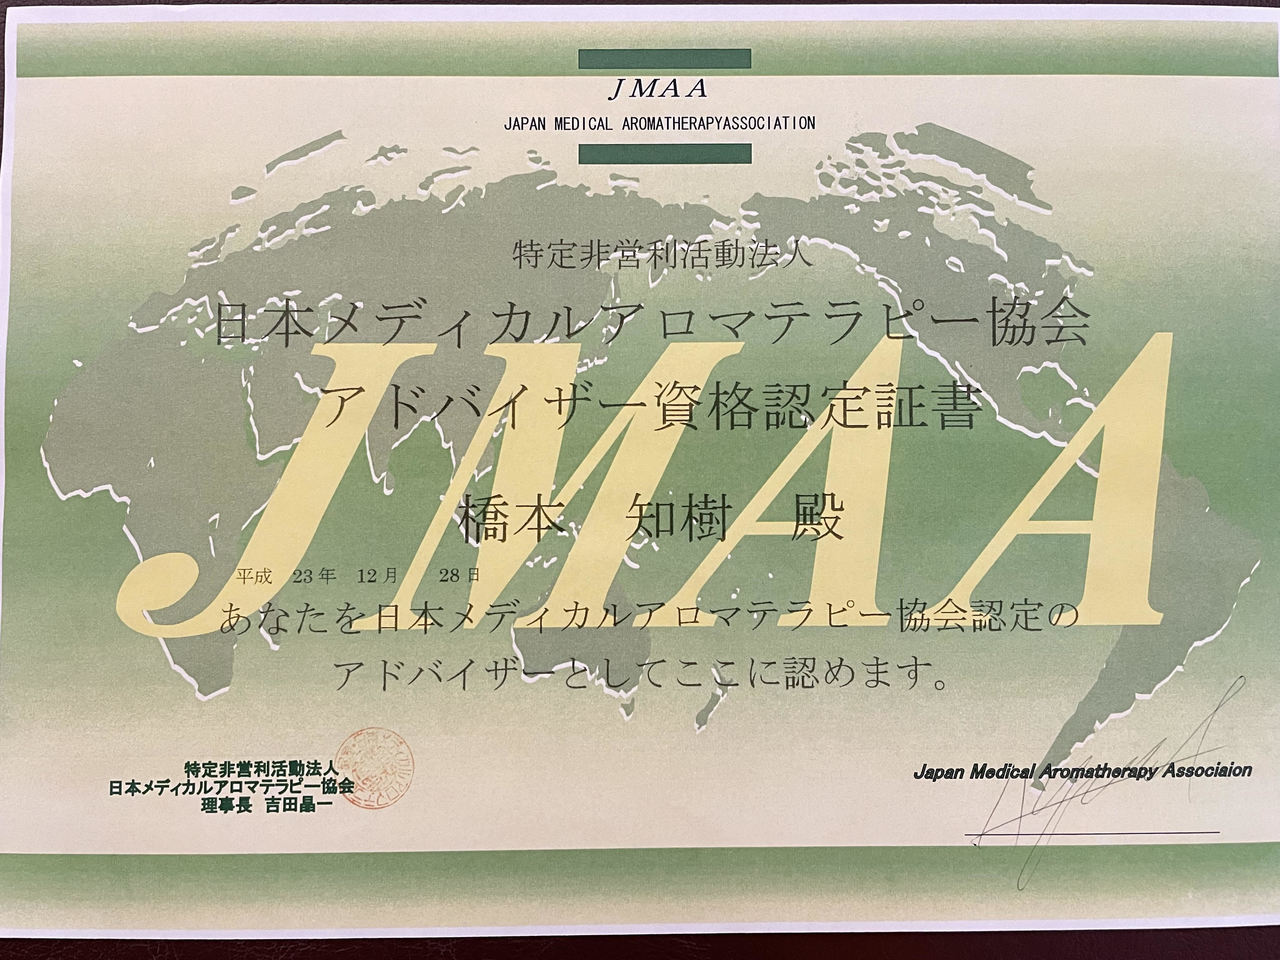 JMAA
JAPAN MEDICAL AROMATHERAPYASSOCIATION
特定非営利活動法人
日本メディカルアロマテラピー協会
アドバイザー資格認定証書
JMAA
橋本 知樹 殿
平成 23年 12月 28日
あなたを日本メディカルアロマテラピー協会認定の
アドバイザーとしてここに認めます。
特定非営利活動法人
日本メディカルアロマテラピー協会
理事長 吉田晶一
Japan Medical Aromatherapy Associaion